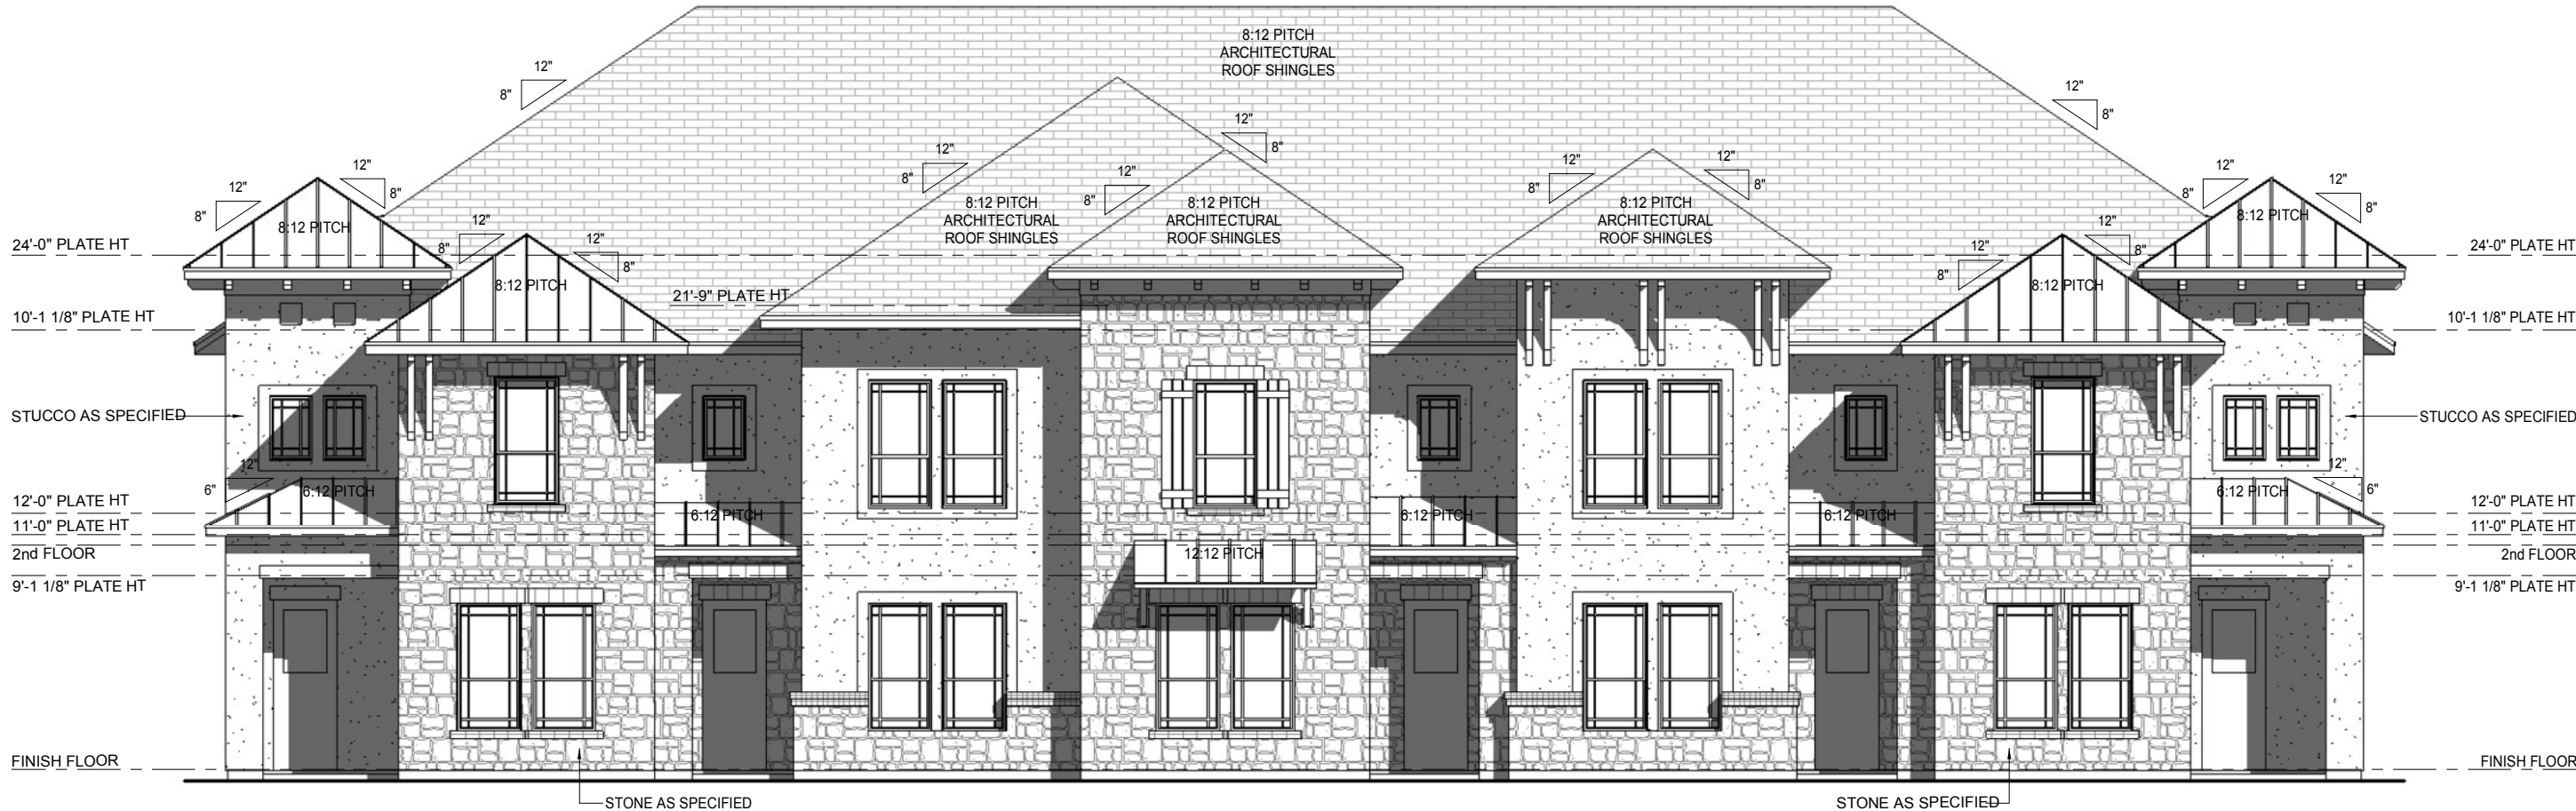 8:12 PITCH
ARCHITECTURAL
ROOF SHINGLES
12"
8"
12"
8"
12"
8"
12"
8"
8:12 PITCH
12"
8"
12"
8"
8:12 PITCH
12"
8"
8:12 PITCH
ARCHITECTURAL
ROOF SHINGLES
12"
8"
12"
8"
8:12 PITCH
ARCHITECTURAL
ROOF SHINGLES
12"
8"
12"
8"
8:12 PITCH
ARCHITECTURAL
ROOF SHINGLES
12"
8"
12"
8"
8:12 PITCH
12"
8"
12"
8"
8:12 PITCH
24'-0" PLATE HT
24'-0" PLATE HT
21'-9" PLATE HT
10'-1 1/8" PLATE HT
10'-1 1/8" PLATE HT
STUCCO AS SPECIFIED
STUCCO AS SPECIFIED
12"
6"
6:12 PITCH
12"
6"
6:12 PITCH
12'-0" PLATE HT
6:12 PITCH
6:12 PITCH
6:12 PITCH
12'-0" PLATE HT
11'-0" PLATE HT
11'-0" PLATE HT
2nd FLOOR
12:12 PITCH
2nd FLOOR
9'-1 1/8" PLATE HT
9'-1 1/8" PLATE HT
FINISH FLOOR
FINISH FLOOR
STONE AS SPECIFIED
STONE AS SPECIFIED